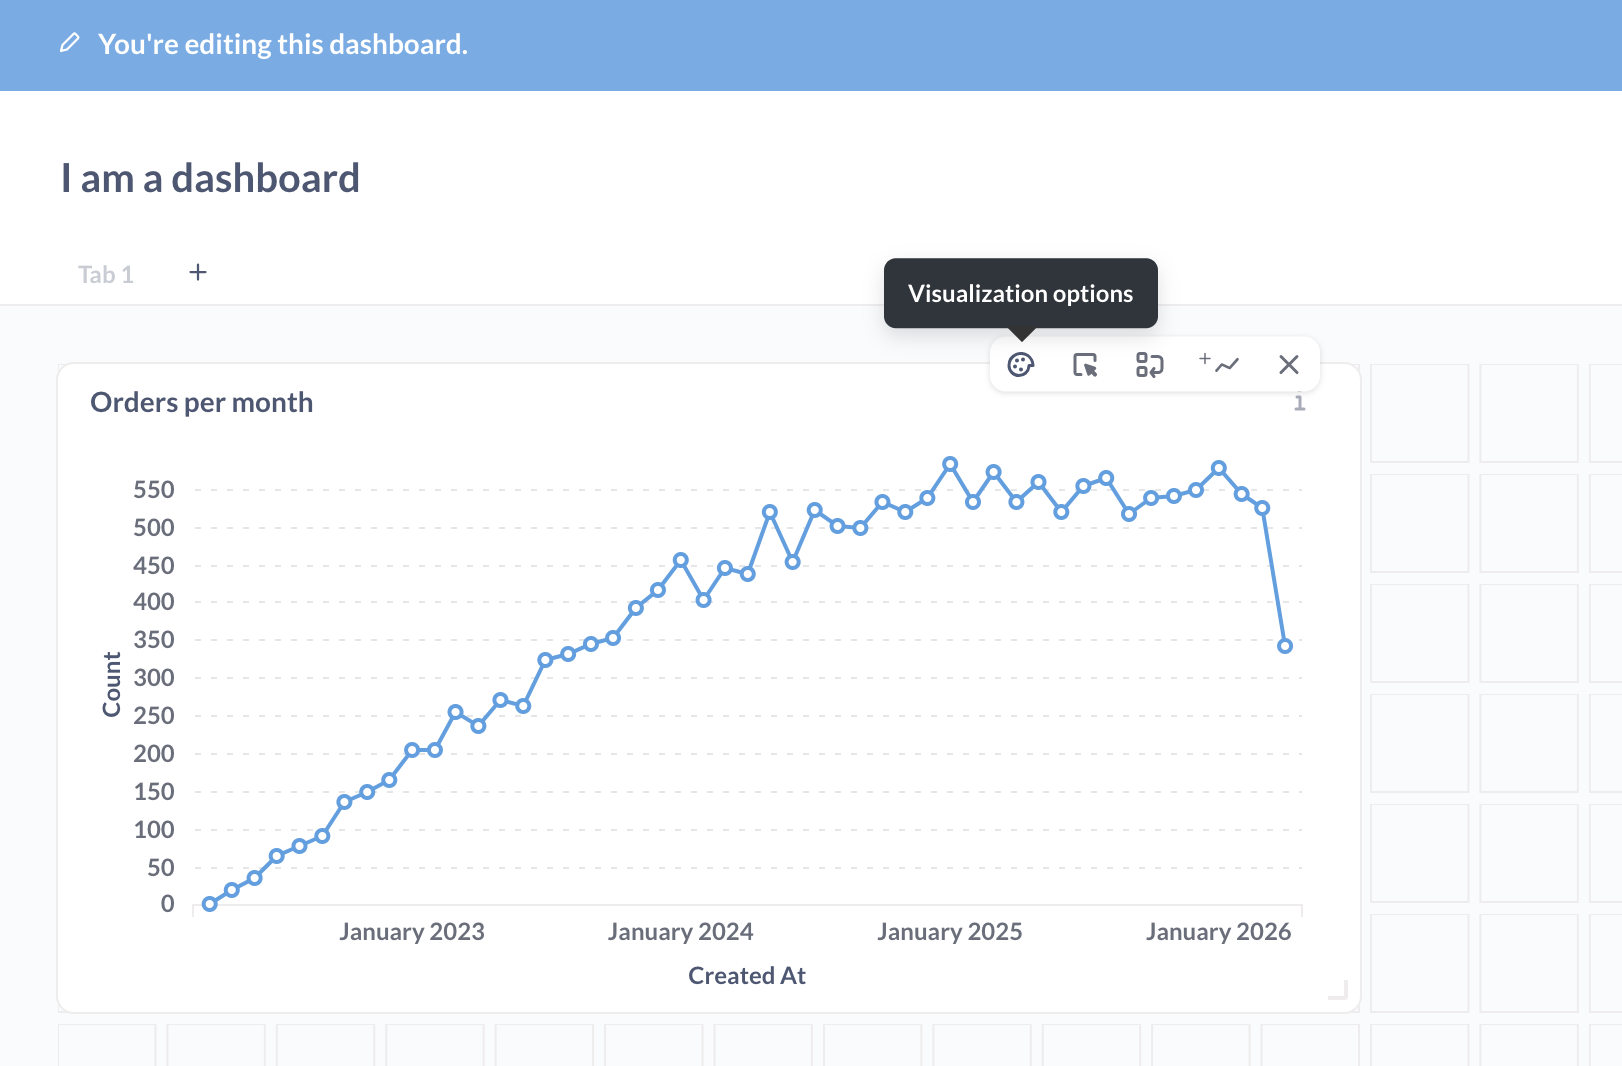 You're editing this dashboard.
I am a dashboard
Tab 1
+
Visualization options
Orders per month
550
500
450
400
350
300
250
200
150
100
50
0
Count
January 2023
January 2024
January 2025
January 2026
Created At